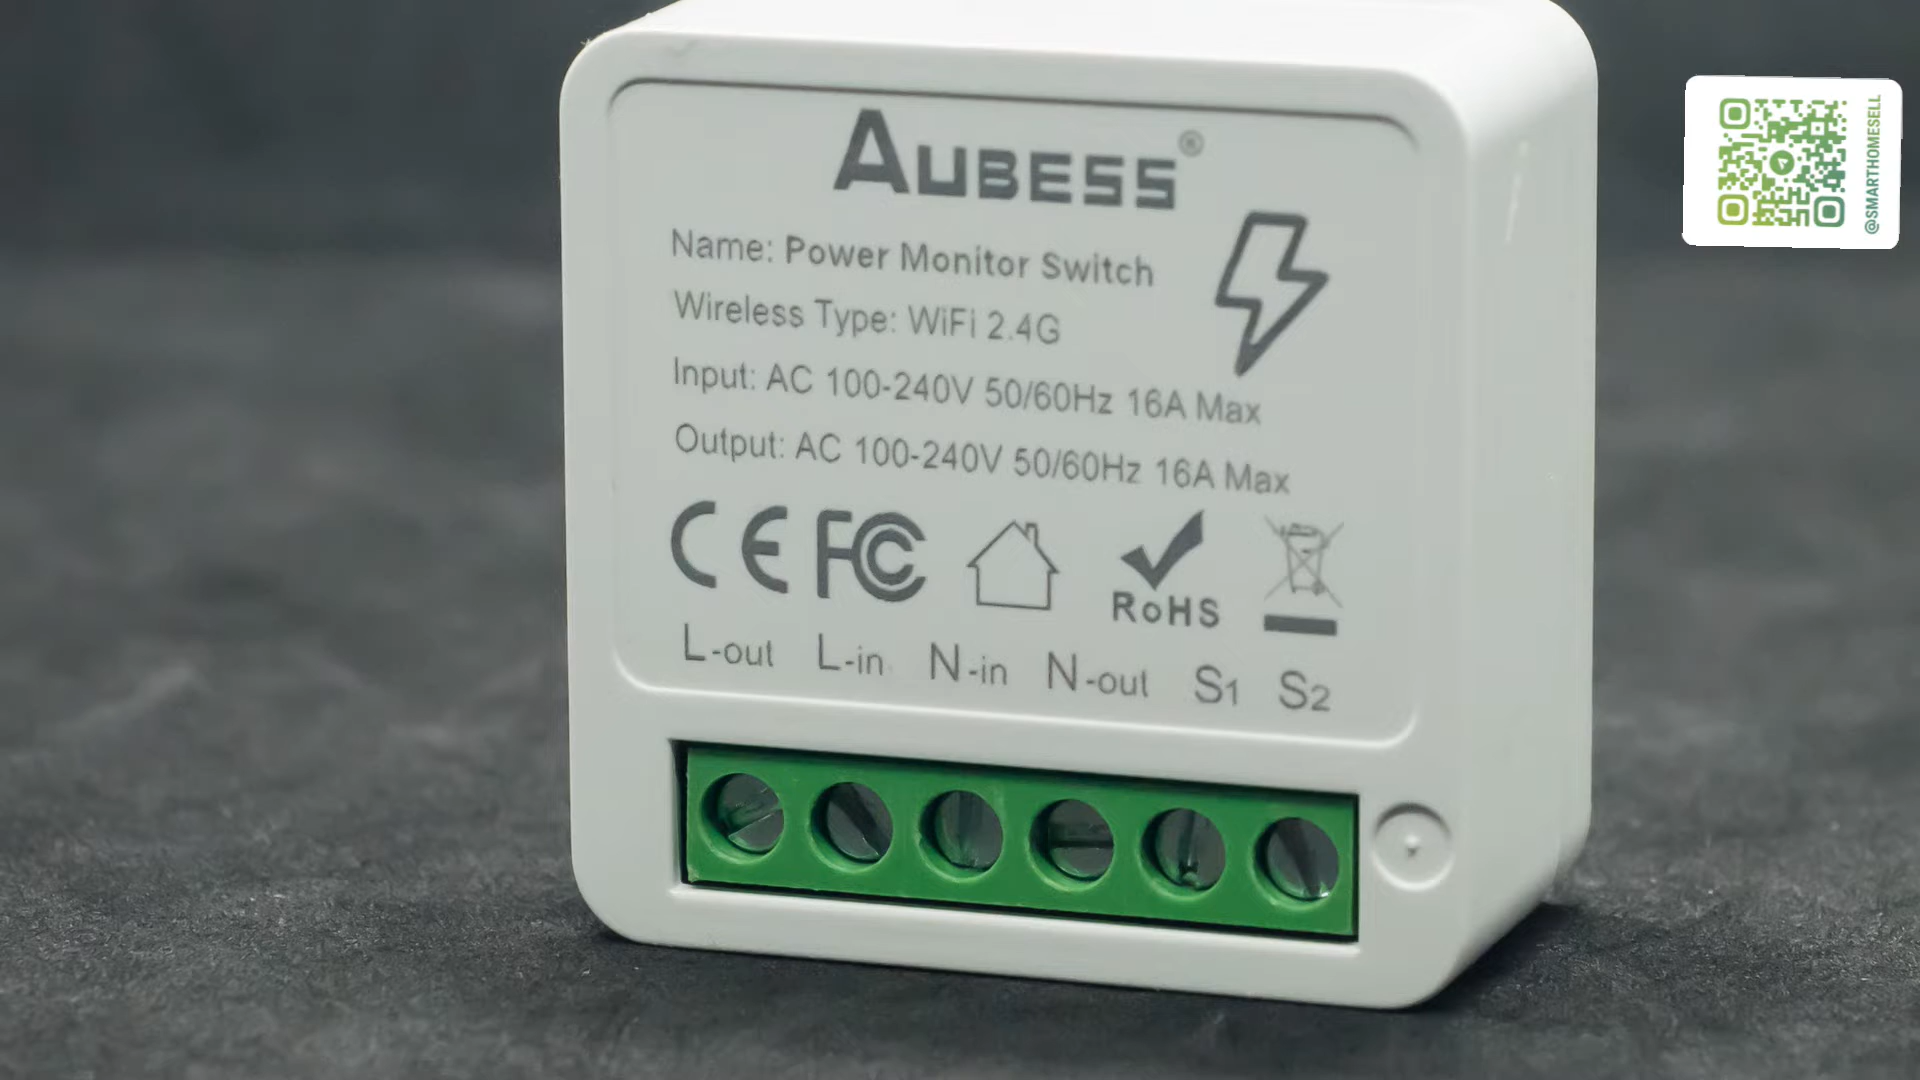 AUBESS®
Name: Power Monitor Switch
Wireless Type: WiFi 2.4G
Input: AC 100-240V 50/60Hz 16A Max
Output: AC 100-240V 50/60Hz 16A Max
CE FC RoHS
L-out L-in N-in N-out S1 S2
@SMARTHOMESELL